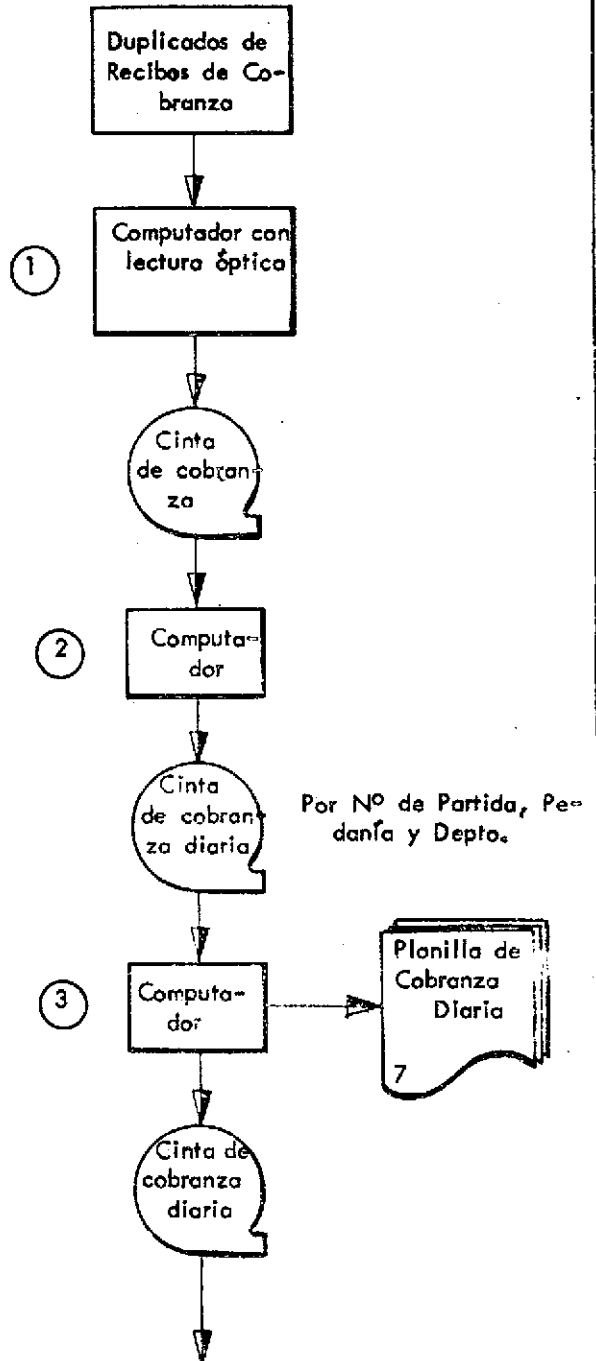 Duplicados de
Recibos de Co-
branza
1
Computador con
lectura óptica
Cinta
de cobran-
za
2
Computa-
dor
Cinta
de cobran
za diaria
Por Nº de Partida, Pe-
danía y Depto.
3
Computa-
dor
Planilla de
Cobranza
Diaria
7
Cinta de
cobranza
diaria